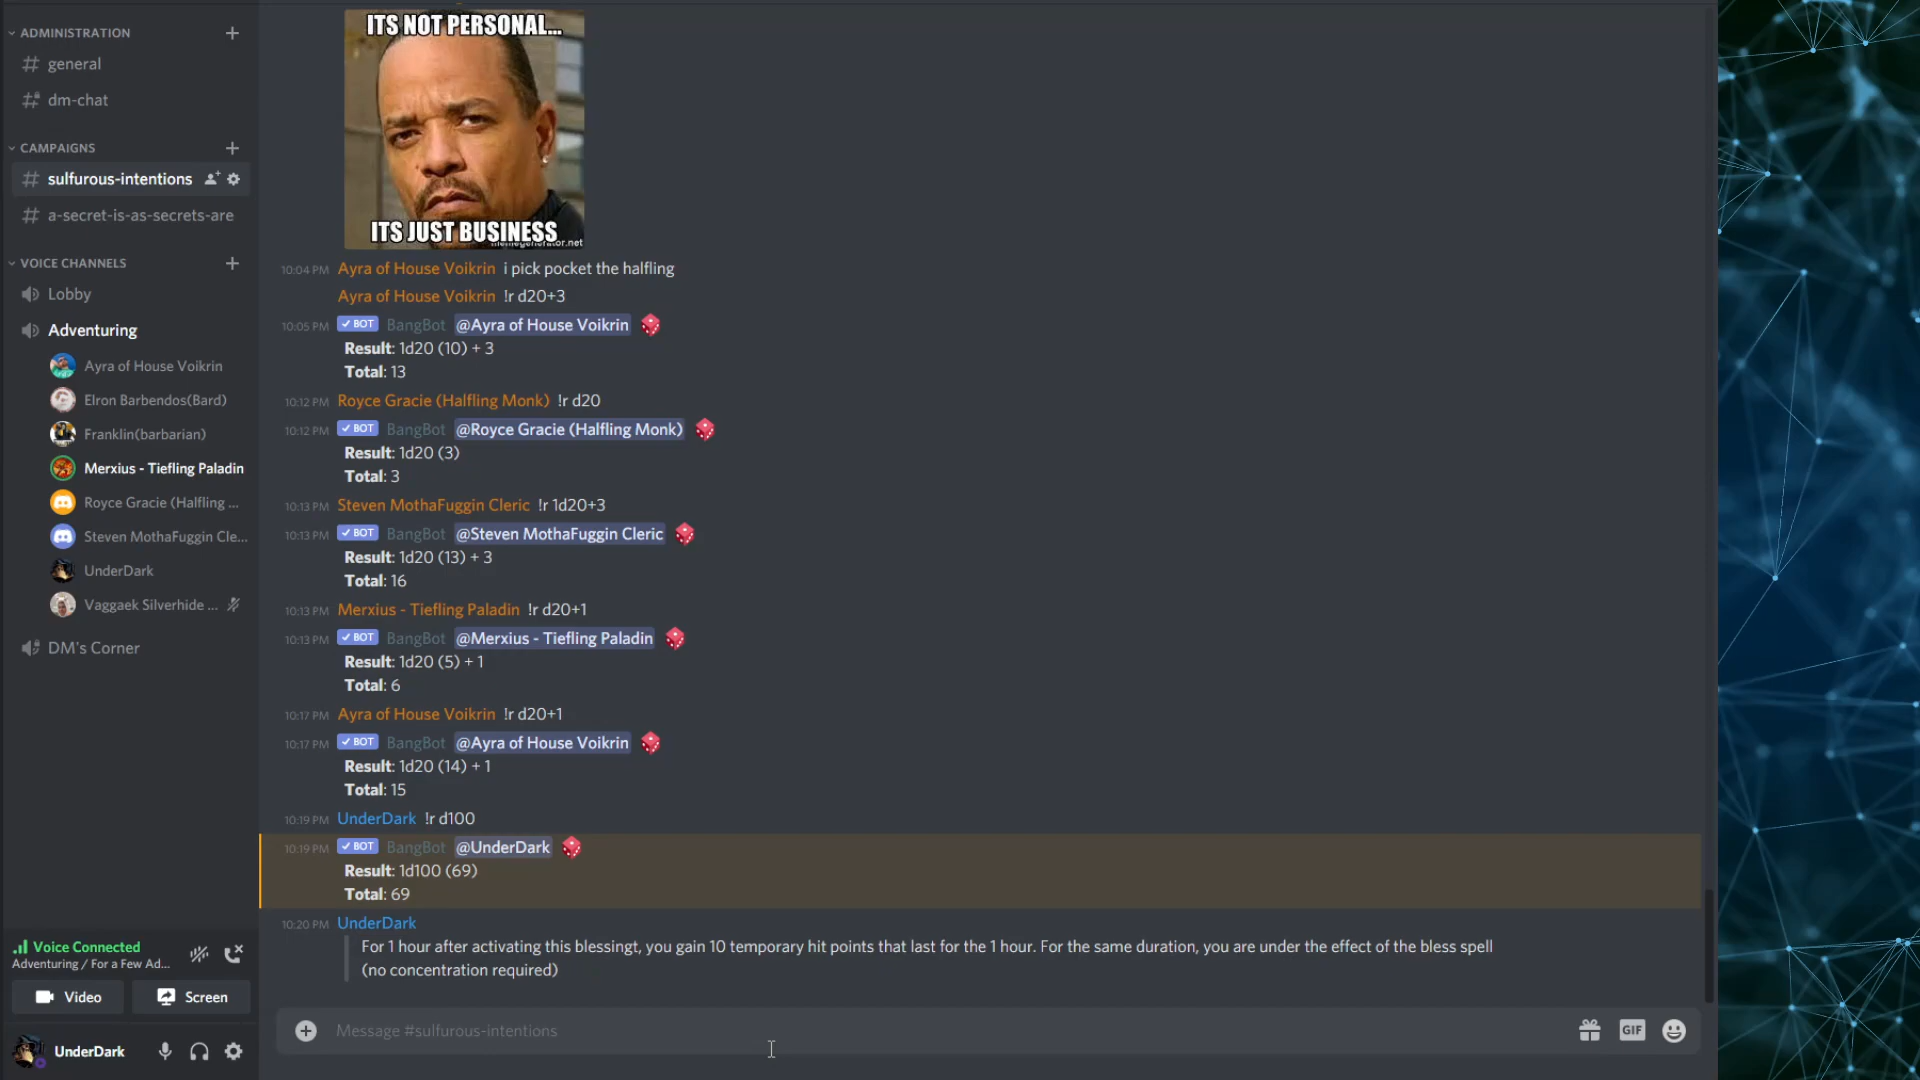 ADMINISTRATION
general
dm-chat
CAMPAIGNS
sulfurous-intentions
a-secret-is-as-secrets-are
VOICE CHANNELS
Lobby
Adventuring
Ayra of House Voikrin
Elron Barbendos(Bard)
Franklin(barbarian)
Merxius - Tiefling Paladin
Royce Gracie (Halfling ...
Steven MothaFuggin Cle...
UnderDark
Vaggaek Silverhide ...
DM's Corner
Voice Connected
Adventuring / For a Few Ad...
Video
Screen
UnderDark
ITS NOT PERSONAL...
ITS JUST BUSINESS
memegenerator.net
10:04 PM Ayra of House Voikrin i pick pocket the halfling
Ayra of House Voikrin !r d20+3
10:05 PM BOT BangBot @Ayra of House Voikrin
Result: 1d20 (10) + 3
Total: 13
10:12 PM Royce Gracie (Halfling Monk) !r d20
10:12 PM BOT BangBot @Royce Gracie (Halfling Monk)
Result: 1d20 (3)
Total: 3
10:13 PM Steven MothaFuggin Cleric !r 1d20+3
10:13 PM BOT BangBot @Steven MothaFuggin Cleric
Result: 1d20 (13) + 3
Total: 16
10:13 PM Merxius - Tiefling Paladin !r d20+1
10:13 PM BOT BangBot @Merxius - Tiefling Paladin
Result: 1d20 (5) + 1
Total: 6
10:17 PM Ayra of House Voikrin !r d20+1
10:17 PM BOT BangBot @Ayra of House Voikrin
Result: 1d20 (14) + 1
Total: 15
10:19 PM UnderDark !r d100
10:19 PM BOT BangBot @UnderDark
Result: 1d100 (69)
Total: 69
10:20 PM UnderDark
For 1 hour after activating this blessingt, you gain 10 temporary hit points that last for the 1 hour. For the same duration, you are under the effect of the bless spell
(no concentration required)
Message #sulfurous-intentions
GIF